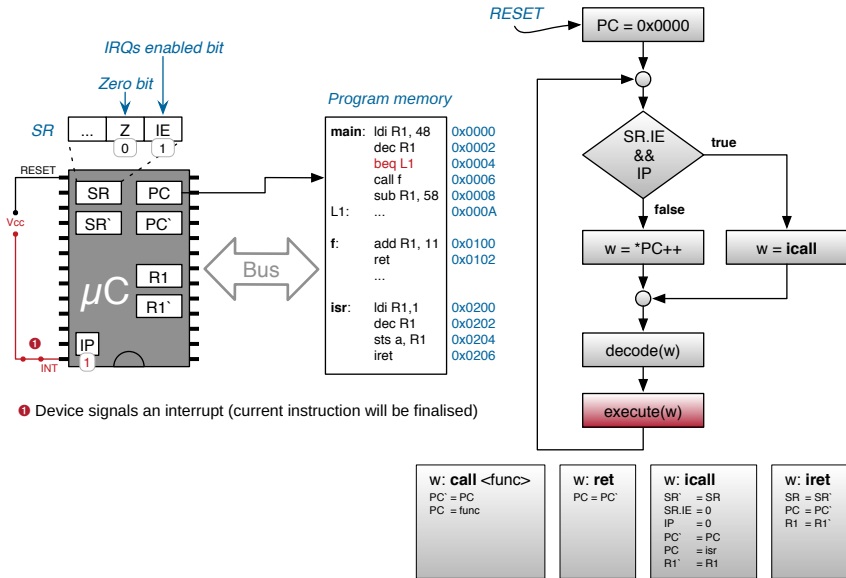 RESET
PC = 0x0000
IRQs enabled bit
Zero bit
SR
...
Z
IE
0
1
Program memory
main: ldi R1, 48 0x0000
dec R1 0x0002
beq L1 0x0004
call f 0x0006
sub R1, 58 0x0008
L1: ... 0x000A
f: add R1, 11 0x0100
ret 0x0102
...
isr: ldi R1,1 0x0200
dec R1 0x0202
sts a, R1 0x0204
iret 0x0206
RESET
Vcc
SR
PC
SR`
PC`
R1
R1`
µC
IP
1
Bus
❶
INT
SR.IE
&&
IP
true
false
w = *PC++
w = icall
decode(w)
execute(w)
❶ Device signals an interrupt (current instruction will be finalised)
w: call <func>
PC` = PC
PC = func
w: ret
PC = PC`
w: icall
SR` = SR
SR.IE = 0
IP = 0
PC` = PC
PC = isr
R1` = R1
w: iret
SR = SR`
PC = PC`
R1 = R1`